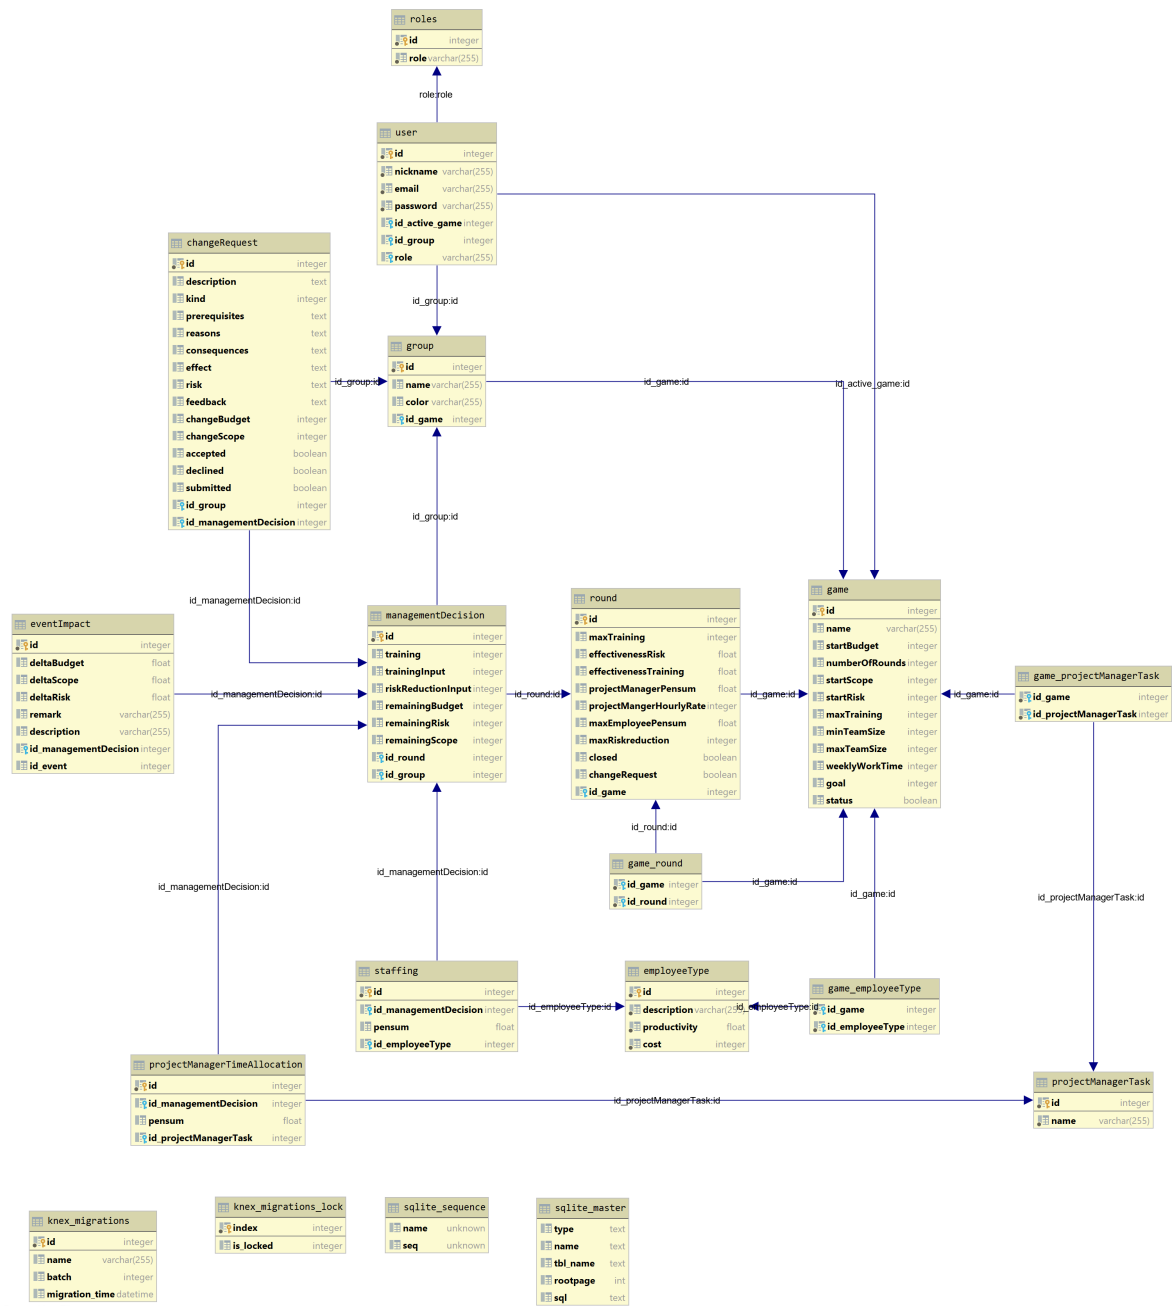 roles
id integer
role varchar(255)
role:role
user
id integer
nickname varchar(255)
email varchar(255)
password varchar(255)
id_active_game integer
id_group integer
role varchar(255)
changeRequest
id integer
description text
kind integer
prerequisites text
reasons text
consequences text
effect text
risk text
feedback text
changeBudget integer
changeScope integer
accepted boolean
declined boolean
submitted boolean
id_group integer
id_managementDecision integer
id_group:id
group
id integer
name varchar(255)
color varchar(255)
id_game integer
id_group:id
id_game:id
id_active_game:id
id_group:id
id_managementDecision:id
eventImpact
id integer
deltaBudget float
deltaScope float
deltaRisk float
remark varchar(255)
description varchar(255)
id_managementDecision integer
id_event integer
id_managementDecision:id
managementDecision
id integer
training integer
trainingInput integer
riskReductionInput integer
remainingBudget integer
remainingRisk integer
remainingScope integer
id_round integer
id_group integer
id_round:id
round
id integer
maxTraining integer
effectivenessRisk float
effectivenessTraining float
projectManagerPensum float
projectMangerHourlyRate integer
maxEmployeePensum float
maxRiskreduction integer
closed boolean
changeRequest boolean
id_game integer
id_game:id
game
id integer
name varchar(255)
startBudget integer
numberOfRounds integer
startScope integer
startRisk integer
maxTraining integer
minTeamSize integer
maxTeamSize integer
weeklyWorkTime integer
goal integer
status boolean
id_game:id
game_projectManagerTask
id_game integer
id_projectManagerTask integer
id_round:id
game_round
id_game integer
id_round integer
id_game:id
id_game:id
id_managementDecision:id
id_managementDecision:id
id_projectManagerTask:id
staffing
id integer
id_managementDecision integer
pensum float
id_employeeType integer
id_employeeType:id
employeeType
id integer
description varchar(255)
productivity float
cost integer
id_employeeType:id
game_employeeType
id_game integer
id_employeeType integer
projectManagerTimeAllocation
id integer
id_managementDecision integer
pensum float
id_projectManagerTask integer
id_projectManagerTask:id
projectManagerTask
id integer
name varchar(255)
knex_migrations
id integer
name varchar(255)
batch integer
migration_time datetime
knex_migrations_lock
index integer
is_locked integer
sqlite_sequence
name unknown
seq unknown
sqlite_master
type text
name text
tbl_name text
rootpage int
sql text